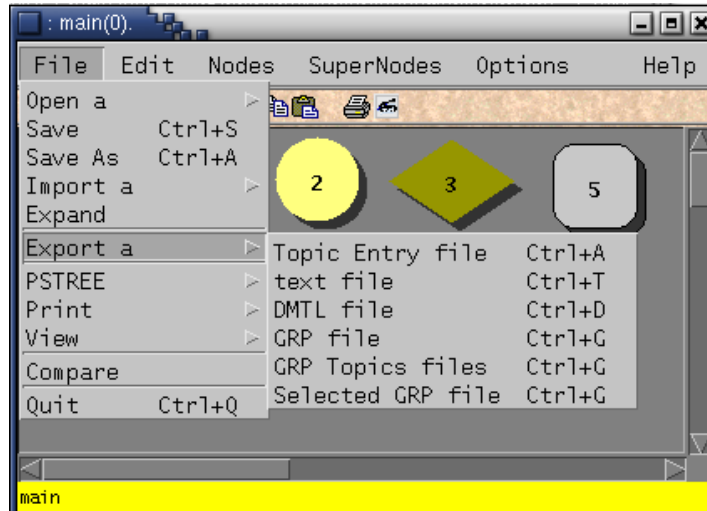 : main(0).
File Edit Nodes SuperNodes Options Help
Open a
Save Ctrl+S
Save As Ctrl+A
Import a
Expand
Export a
PSTREE
Print
View
Compare
Quit Ctrl+Q
2 3 5
Topic Entry file Ctrl+A
text file Ctrl+T
DMTL file Ctrl+D
GRP file Ctrl+G
GRP Topics files Ctrl+G
Selected GRP file Ctrl+G
main